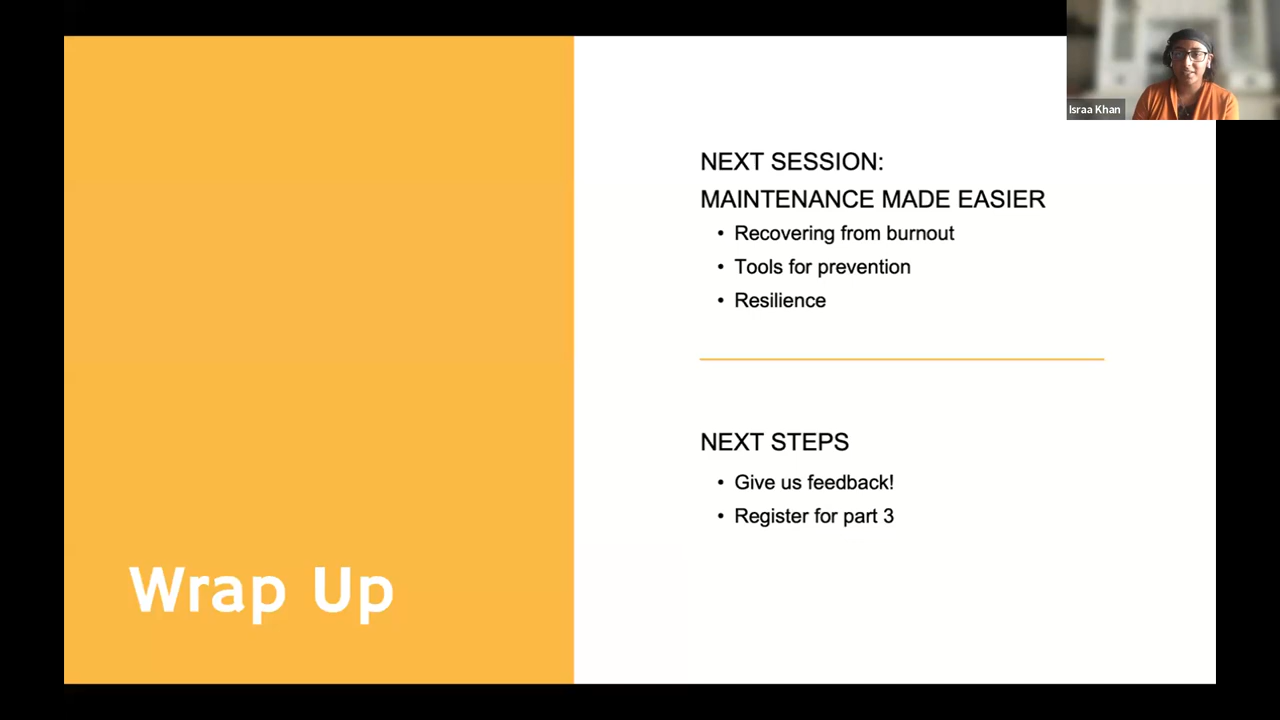 Israa Khan
NEXT SESSION:
MAINTENANCE MADE EASIER
• Recovering from burnout
• Tools for prevention
• Resilience
NEXT STEPS
• Give us feedback!
• Register for part 3
Wrap Up